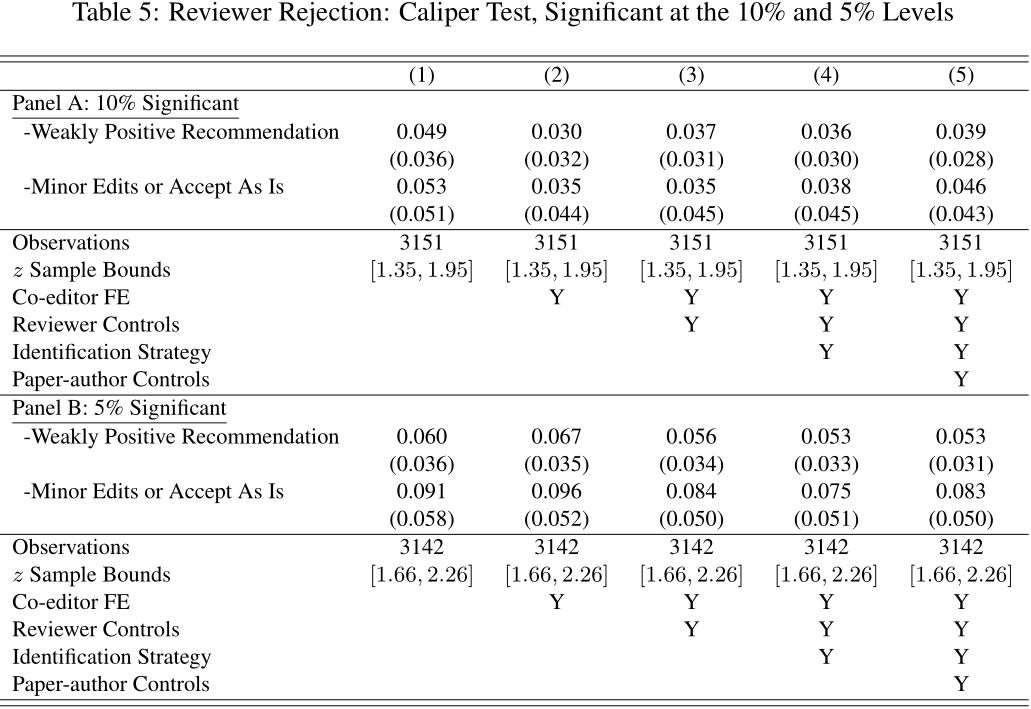 Table 5: Reviewer Rejection: Caliper Test, Significant at the 10% and 5% Levels
(1) (2) (3) (4) (5)
Panel A: 10% Significant
-Weakly Positive Recommendation 0.049 0.030 0.037 0.036 0.039
(0.036) (0.032) (0.031) (0.030) (0.028)
-Minor Edits or Accept As Is 0.053 0.035 0.035 0.038 0.046
(0.051) (0.044) (0.045) (0.045) (0.043)
Observations 3151 3151 3151 3151 3151
z Sample Bounds [1.35, 1.95] [1.35, 1.95] [1.35, 1.95] [1.35, 1.95] [1.35, 1.95]
Co-editor FE Y Y Y Y
Reviewer Controls Y Y Y
Identification Strategy Y Y
Paper-author Controls Y
Panel B: 5% Significant
-Weakly Positive Recommendation 0.060 0.067 0.056 0.053 0.053
(0.036) (0.035) (0.034) (0.033) (0.031)
-Minor Edits or Accept As Is 0.091 0.096 0.084 0.075 0.083
(0.058) (0.052) (0.050) (0.051) (0.050)
Observations 3142 3142 3142 3142 3142
z Sample Bounds [1.66, 2.26] [1.66, 2.26] [1.66, 2.26] [1.66, 2.26] [1.66, 2.26]
Co-editor FE Y Y Y Y
Reviewer Controls Y Y Y
Identification Strategy Y Y
Paper-author Controls Y